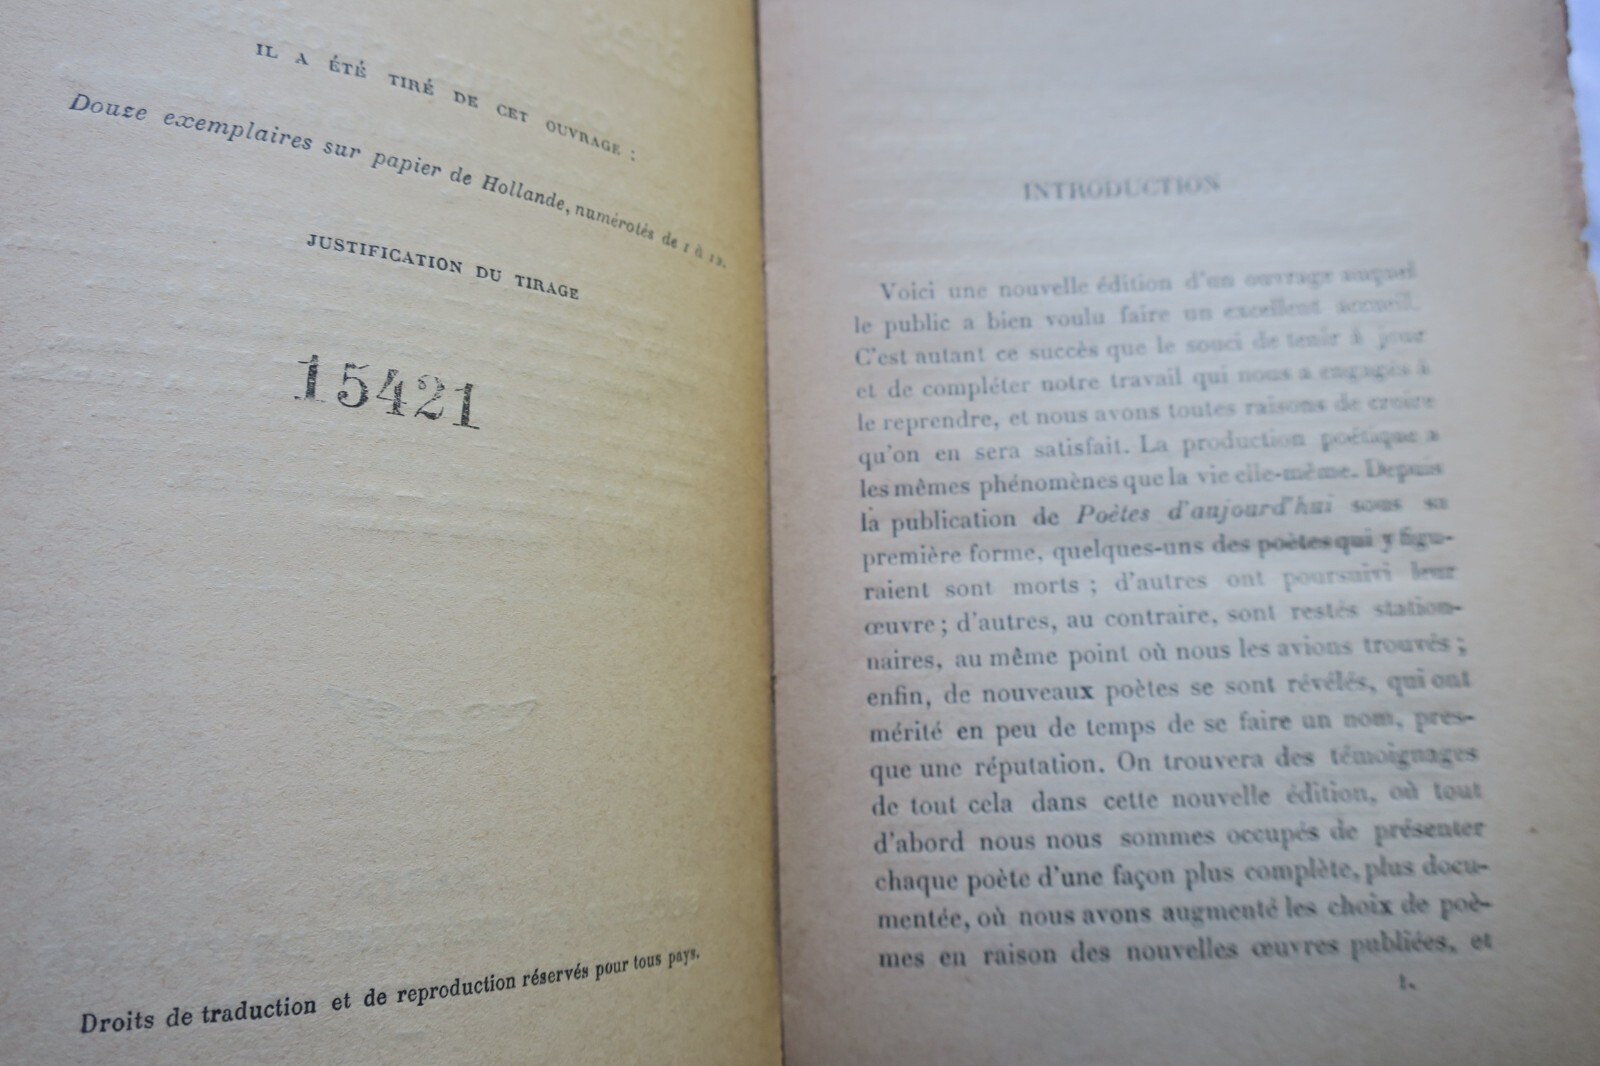 IL A ÉTÉ TIRÉ DE CET OUVRAGE :
Douze exemplaires sur papier de Hollande, numérotés de 1 à 12.
JUSTIFICATION DU TIRAGE
15421
Droits de traduction et de reproduction réservés pour tous pays.
INTRODUCTION
Voici une nouvelle édition d'un ouvrage auquel
le public a bien voulu faire un excellent accueil.
C'est autant ce succès que le souci de tenir à jour
et de compléter notre travail qui nous a engagés à
le reprendre, et nous avons toutes raisons de croire
qu'on en sera satisfait. La production poétique a
les mêmes phénomènes que la vie elle-même. Depuis
la publication de Poètes d'aujourd'hui sous sa
première forme, quelques-uns des poètes qui y figu-
raient sont morts ; d'autres ont poursuivi leur
œuvre ; d'autres, au contraire, sont restés station-
naires, au même point où nous les avions trouvés ;
enfin, de nouveaux poètes se sont révélés, qui ont
mérité en peu de temps de se faire un nom, pres-
que une réputation. On trouvera des témoignages
de tout cela dans cette nouvelle édition, où tout
d'abord nous nous sommes occupés de présenter
chaque poète d'une façon plus complète, plus docu-
mentée, où nous avons augmenté les choix de poè-
mes en raison des nouvelles œuvres publiées, et
1.